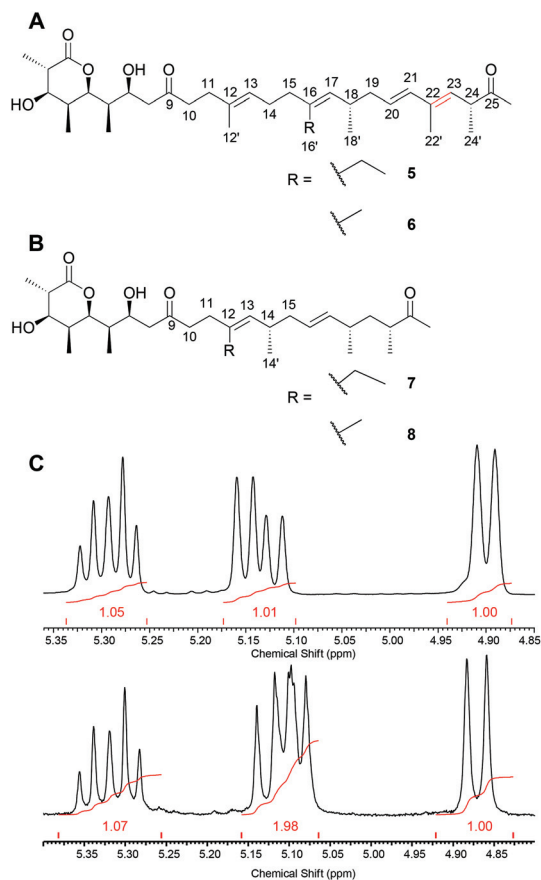 A
O
O OH O O
HO
9 10 11 12 13 14 15 16 17 18 19 20 21 22 23 24 25
12' R 18' 22' 24'
16'
R = 5
6
B
O
O OH O O
HO
9 10 11 12 13 14 15
R 14'
R = 7
8
C
1.05 1.01 1.00
5.35 5.30 5.25 5.20 5.15 5.10 5.05 5.00 4.95 4.90 4.85
Chemical Shift (ppm)
1.07 1.98 1.00
5.35 5.30 5.25 5.20 5.15 5.10 5.05 5.00 4.95 4.90 4.85
Chemical Shift (ppm)